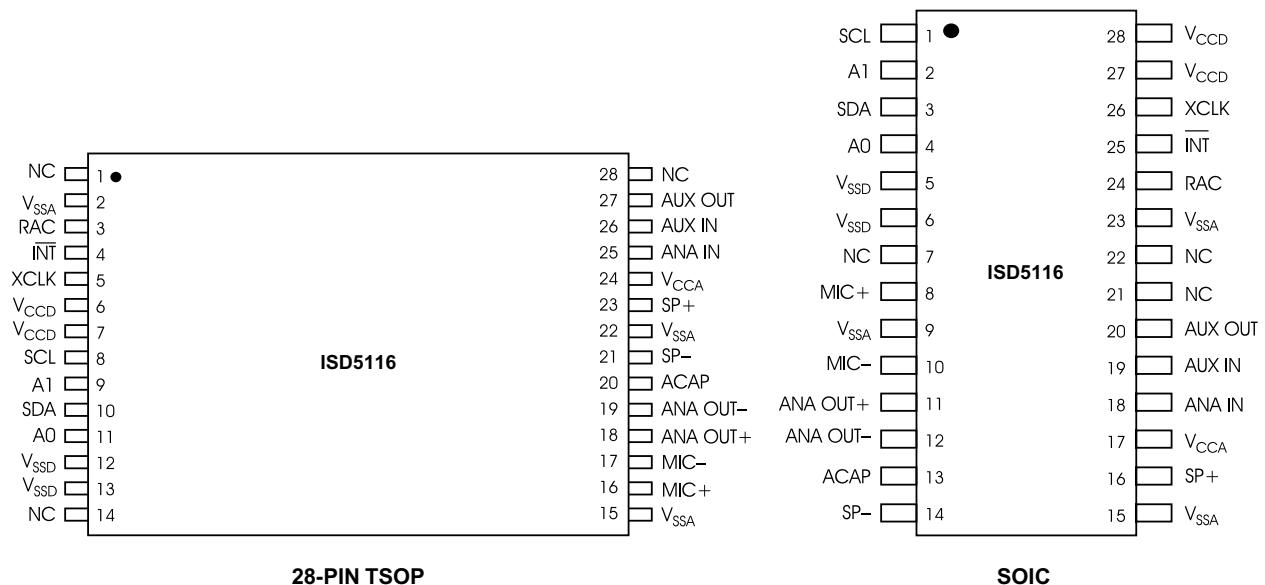 NC 1 28 NC
VSSA 2 27 AUX OUT
RAC 3 26 AUX IN
INT 4 25 ANA IN
XCLK 5 24 VCCA
VCCD 6 23 SP+
VCCD 7 22 VSSA
SCL 8 21 SP–
A1 9 20 ACAP
SDA 10 19 ANA OUT–
A0 11 18 ANA OUT+
VSSD 12 17 MIC–
VSSD 13 16 MIC+
NC 14 15 VSSA
ISD5116
28-PIN TSOP
SCL 1 28 VCCD
A1 2 27 VCCD
SDA 3 26 XCLK
A0 4 25 INT
VSSD 5 24 RAC
VSSD 6 23 VSSA
NC 7 22 NC
MIC+ 8 21 NC
VSSA 9 20 AUX OUT
MIC– 10 19 AUX IN
ANA OUT+ 11 18 ANA IN
ANA OUT– 12 17 VCCA
ACAP 13 16 SP+
SP– 14 15 VSSA
ISD5116
SOIC